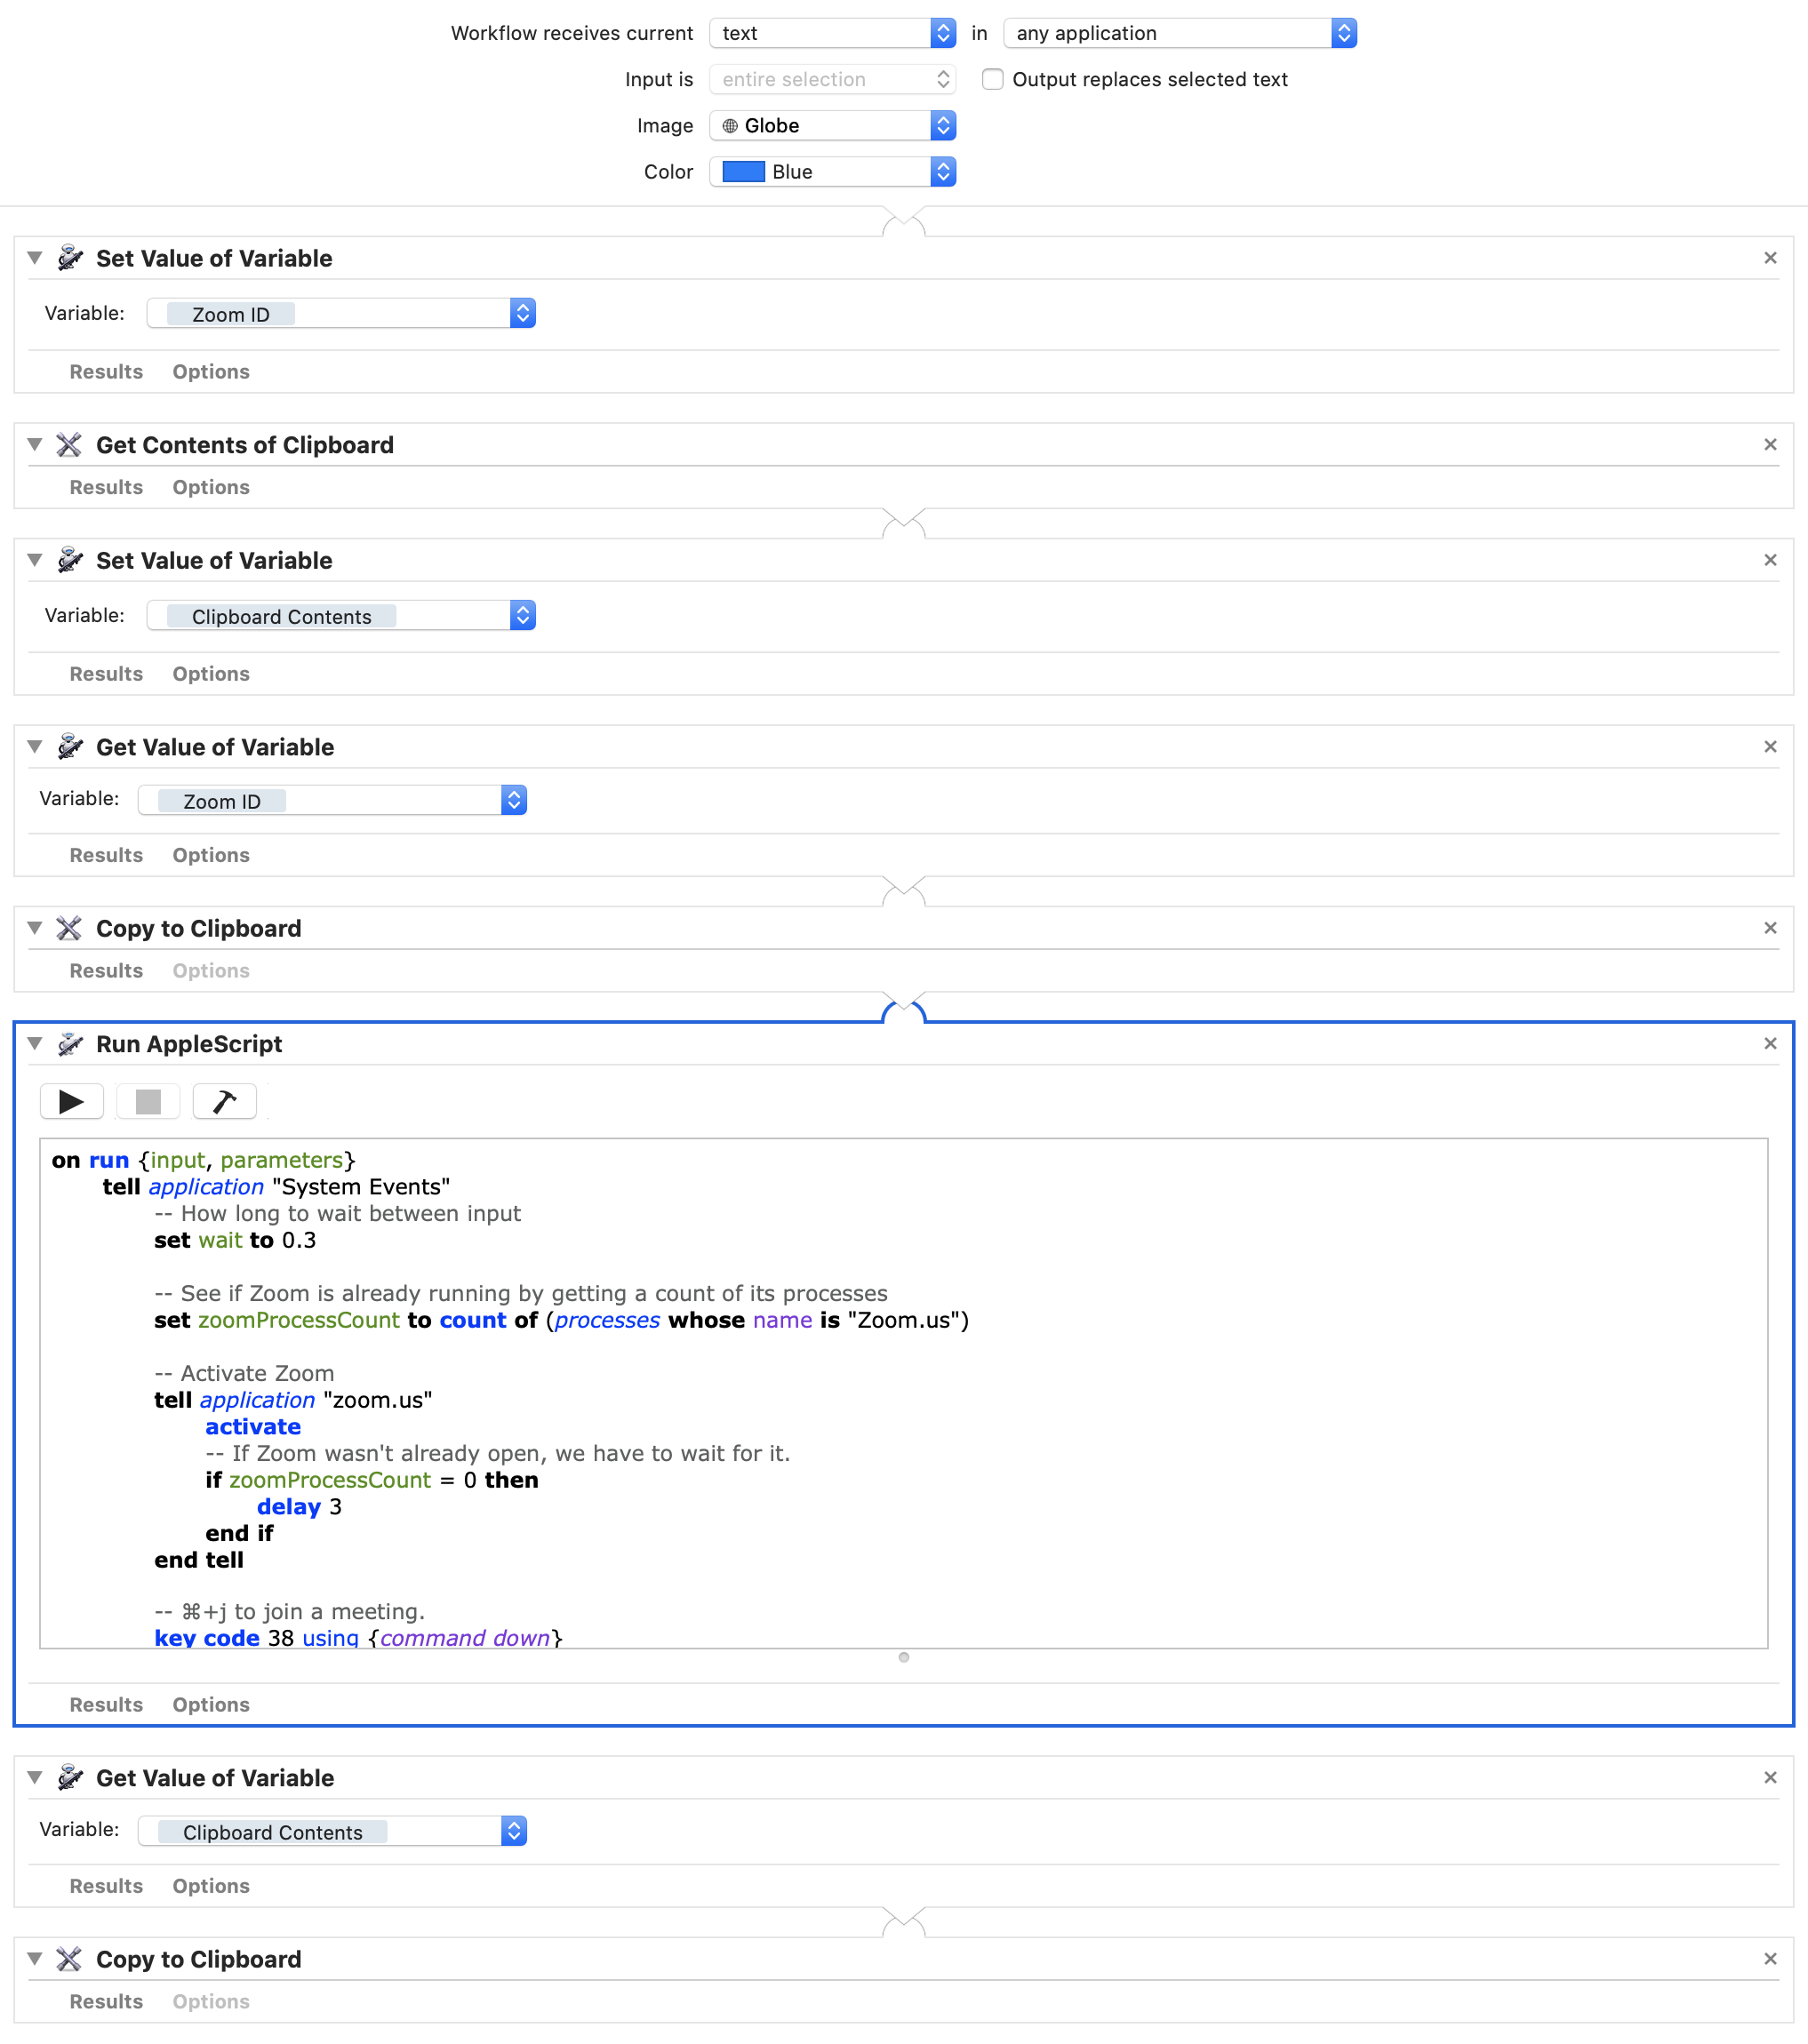 Workflow receives current text in any application
Input is entire selection Output replaces selected text
Image Globe
Color Blue
Set Value of Variable
Variable: Zoom ID
Results Options
Get Contents of Clipboard
Results Options
Set Value of Variable
Variable: Clipboard Contents
Results Options
Get Value of Variable
Variable: Zoom ID
Results Options
Copy to Clipboard
Results Options
Run AppleScript
on run {input, parameters}
tell application "System Events"
-- How long to wait between input
set wait to 0.3
-- See if Zoom is already running by getting a count of its processes
set zoomProcessCount to count of (processes whose name is "Zoom.us")
-- Activate Zoom
tell application "zoom.us"
activate
-- If Zoom wasn't already open, we have to wait for it.
if zoomProcessCount = 0 then
delay 3
end if
end tell
-- ⌘+j to join a meeting.
key code 38 using {command down}
Results Options
Get Value of Variable
Variable: Clipboard Contents
Results Options
Copy to Clipboard
Results Options